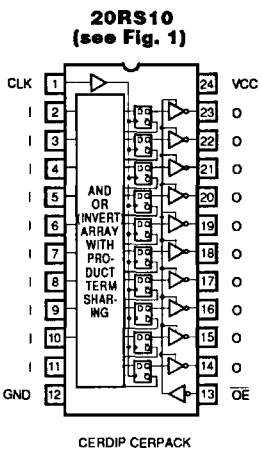 20RS10
(see Fig. 1)
CLK 1 24 VCC
I 2 23 O
I 3 22 O
I 4 21 O
I 5 20 O
I 6 19 O
I 7 18 O
I 8 17 O
I 9 16 O
I 10 15 O
I 11 14 O
GND 12 13 OE
AND
OR
(INVERT)
ARRAY
WITH
PRO-
DUCT
TERM
SHAR-
ING
CERDIP CERPACK